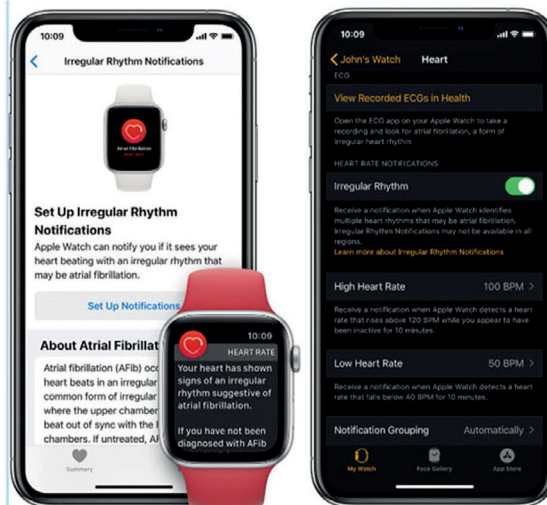 10:09
Irregular Rhythm Notifications
Atrial Fibrillation
Set Up Irregular Rhythm
Notifications
Apple Watch can notify you if it sees your
heart beating with an irregular rhythm that
may be atrial fibrillation.
Set Up Notifications
About Atrial Fibrillat
Atrial fibrillation (AFib) occ
heart beats in an irregular
common form of irregular
where the upper chamber
beat out of sync with the l
chambers. If untreated, AF
Summary
10:09
HEART RATE
Your heart has shown
signs of an irregular
rhythm suggestive of
atrial fibrillation.
If you have not been
diagnosed with AFib
10:09
John's Watch
Heart
ECG
View Recorded ECGs in Health
Open the ECG app on your Apple Watch to take a
recording and look for atrial fibrillation, a form of
irregular heart rhythm
HEART RATE NOTIFICATIONS
Irregular Rhythm
Receive a notification when Apple Watch identifies
multiple heart rhythms that may be atrial fibrillation.
Irregular Rhythm Notifications may not be available in all
regions.
Learn more about Irregular Rhythm Notifications
High Heart Rate 100 BPM
Receive a notification when Apple Watch detects a heart
rate that rises above 120 BPM while you appear to have
been inactive for 10 minutes.
Low Heart Rate 50 BPM
Receive a notification when Apple Watch detects a heart
rate that falls below 40 BPM for 10 minutes.
Notification Grouping Automatically
My Watch
Face Gallery
App Store